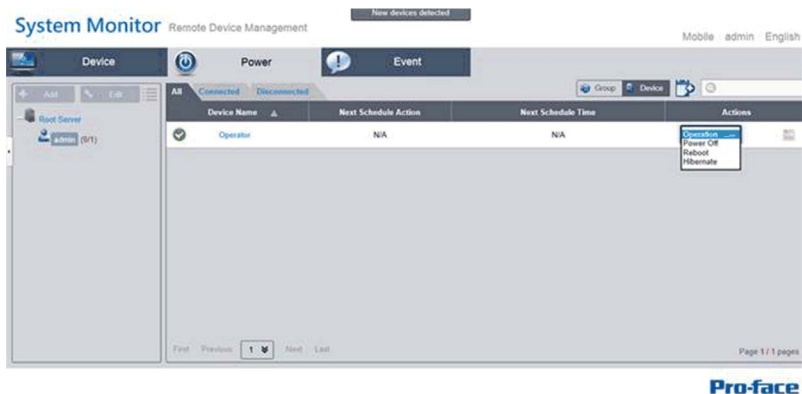 New devices detected
System Monitor Remote Device Management
Mobile admin English
Device Power Event
+ Add Edit
All Connected Disconnected
Group Device
Root Server
admin (0/1)
Device Name Next Schedule Action Next Schedule Time Actions
Operator N/A N/A Operation ...
Power Off
Reboot
Hibernate
First Previous 1 Next Last
Page 1 / 1 pages
Pro-face